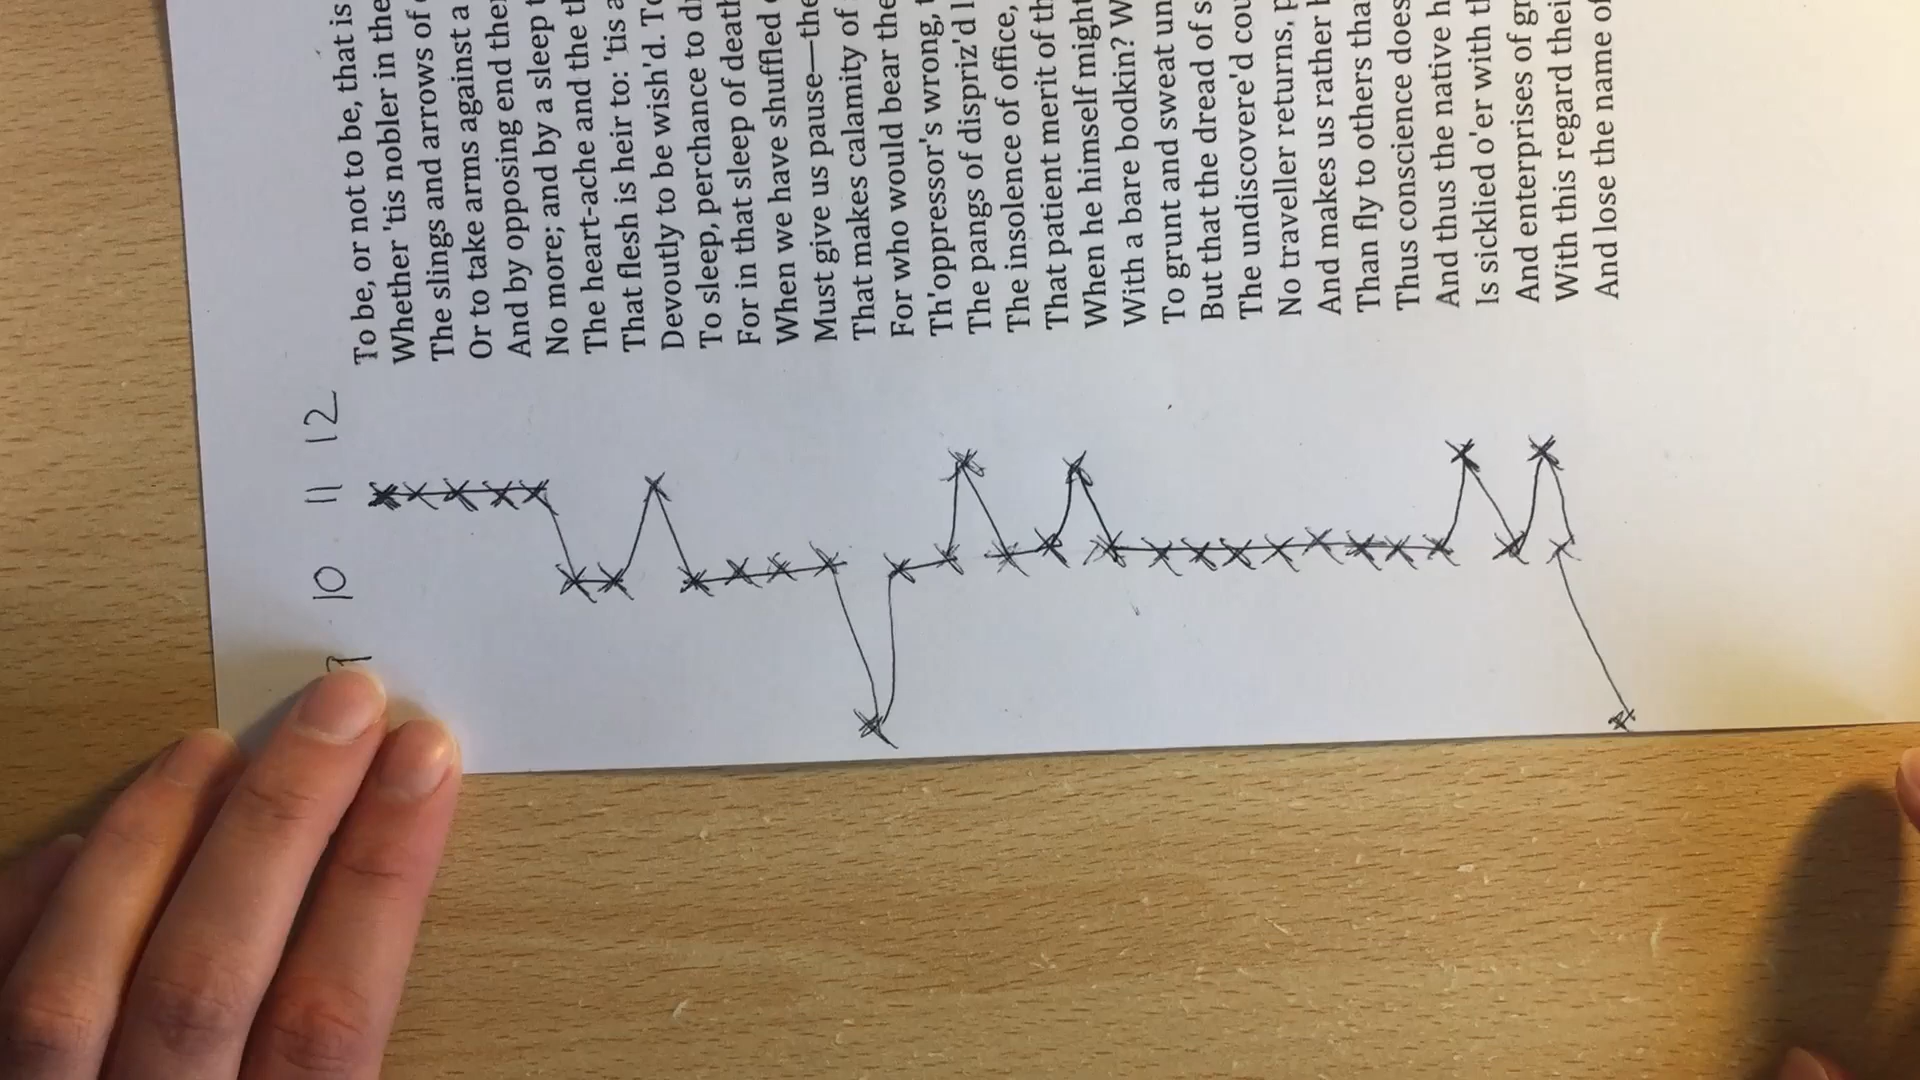 9 10 11 12
To be, or not to be, that is
Whether 'tis nobler in the
The slings and arrows of
Or to take arms against a
And by opposing end ther
No more; and by a sleep t
The heart-ache and the th
That flesh is heir to: 'tis a
Devoutly to be wish'd. To
To sleep, perchance to dr
For in that sleep of death
When we have shuffled
Must give us pause—the
That makes calamity of
For who would bear the
Th'oppressor's wrong, t
The pangs of dispriz'd l
The insolence of office,
That patient merit of th
When he himself might
With a bare bodkin? W
To grunt and sweat un
But that the dread of s
The undiscovere'd cou
No traveller returns, p
And makes us rather b
Than fly to others tha
Thus conscience does
And thus the native h
Is sicklied o'er with th
And enterprises of gr
With this regard thei
And lose the name of